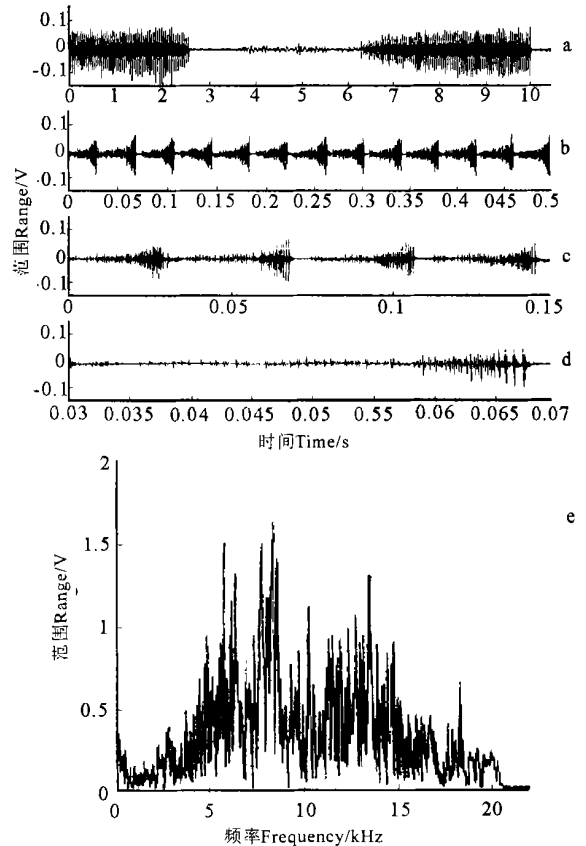 0.1
0
-0.1
a
0 1 2 3 4 5 6 7 8 9 10
0.1
0
-0.1
b
0 0.05 0.1 0.15 0.2 0.25 0.3 0.35 0.4 0.45 0.5
范围Range/V
0.1
0
-0.1
c
0 0.05 0.1 0.15
0.1
0
-0.1
d
0.03 0.035 0.04 0.045 0.05 0.55 0.06 0.065 0.07
时间Time/s
2
1.5
1
0.5
0
范围Range/V
e
0 5 10 15 20
频率Frequency/kHz